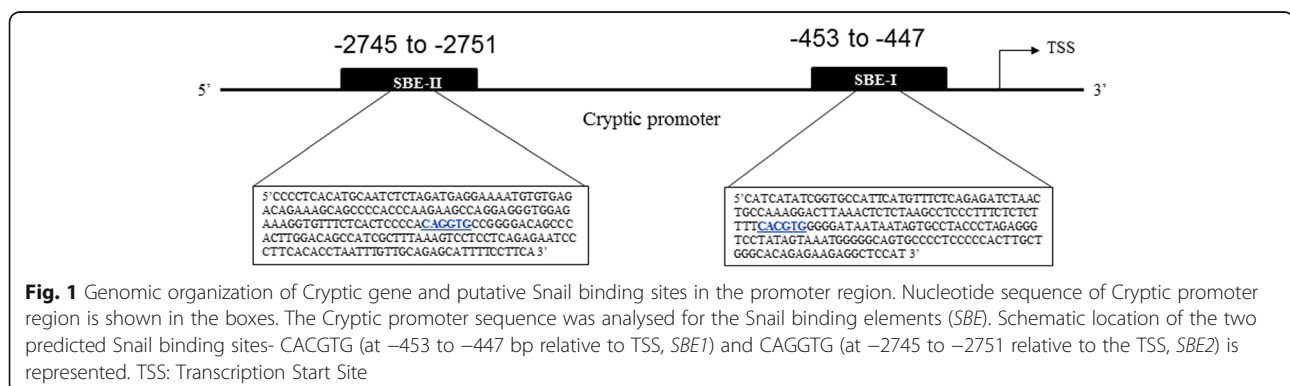 -2745 to -2751
-453 to -447
TSS
SBE-II
SBE-I
5’
3’
Cryptic promoter
5’CCCCTCACATGCAATCTCTAGATGAGGAAAATGTGTGAG
ACAGAAAGCAGCCCCACCCAAGAAGCCAGGAGGGTGGAG
AAAGGTGTTTCTCACTCCCCACAGGTGCCGGGGACAGCCC
ACTTGGACAGCCATCGCTTTAAAGTCCTCCTCAGAGAATCC
CTTCACACCTAATTTGTTGCAGAGCATTTTCCTTCA 3’
5’CATCATATCGGTGCCATTCATGTTTCTCAGAGATCTAAC
TGCCAAAGGACTTAAACTCTCTAAGCCTCCCTTTCTCTCT
TTTCACGTGGGGGATAATAATAGTGCCTACCCTAGAGGG
TCCTATAGTAAATGGGGGCAGTGCCCCTCCCCCACTTGCT
GGGCACAGAGAAGAGGCTCCAT 3’
Fig. 1 Genomic organization of Cryptic gene and putative Snail binding sites in the promoter region. Nucleotide sequence of Cryptic promoter
region is shown in the boxes. The Cryptic promoter sequence was analysed for the Snail binding elements (SBE). Schematic location of the two
predicted Snail binding sites- CACGTG (at −453 to −447 bp relative to TSS, SBE1) and CAGGTG (at −2745 to −2751 relative to the TSS, SBE2) is
represented. TSS: Transcription Start Site